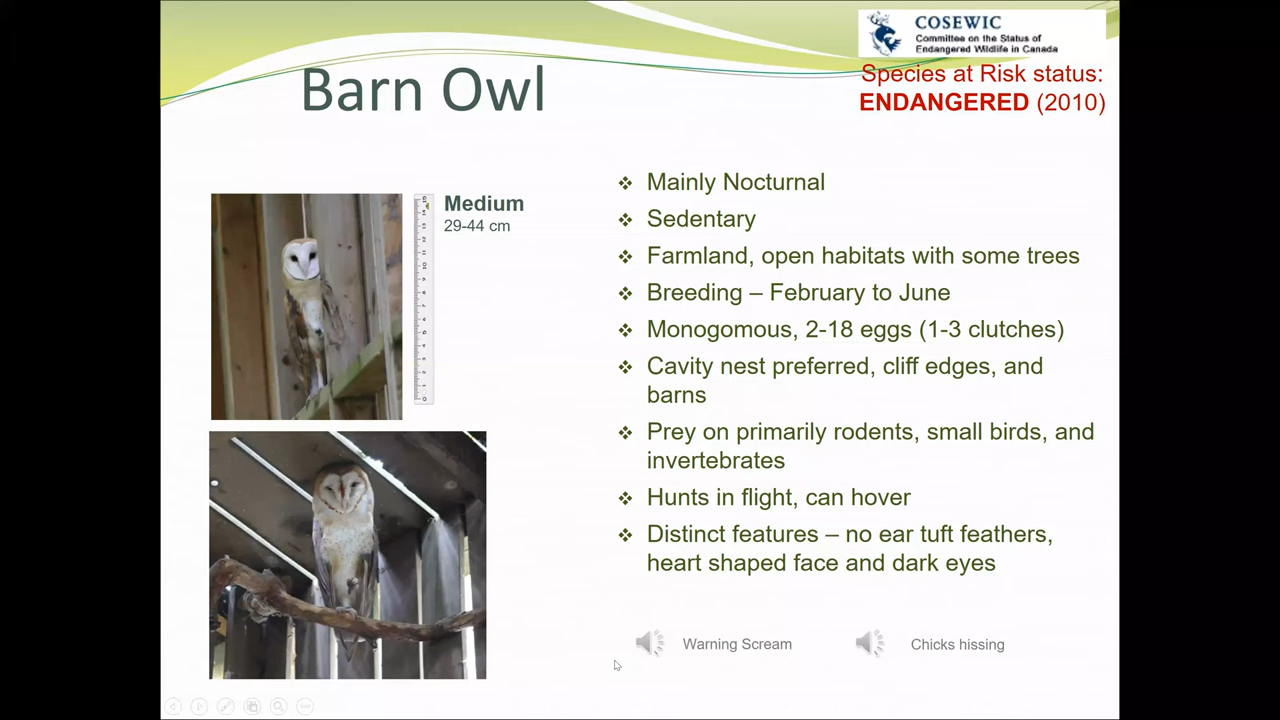 COSEWIC
Committee on the Status of
Endangered Wildlife in Canada
Species at Risk status:
ENDANGERED (2010)
Barn Owl
Medium
29-44 cm
❖ Mainly Nocturnal
❖ Sedentary
❖ Farmland, open habitats with some trees
❖ Breeding – February to June
❖ Monogomous, 2-18 eggs (1-3 clutches)
❖ Cavity nest preferred, cliff edges, and
barns
❖ Prey on primarily rodents, small birds, and
invertebrates
❖ Hunts in flight, can hover
❖ Distinct features – no ear tuft feathers,
heart shaped face and dark eyes
Warning Scream
Chicks hissing